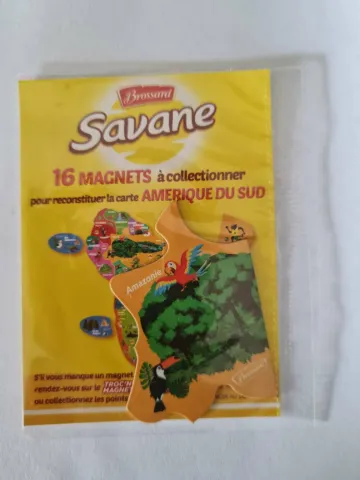 Brossard
Savane
16 MAGNETS à collectionner
pour reconstituer la carte AMERIQUE DU SUD
Amazonie
S'il vous manque un magnet
rendez-vous sur le TROC'N
MAGNET
ou collectionnez les points